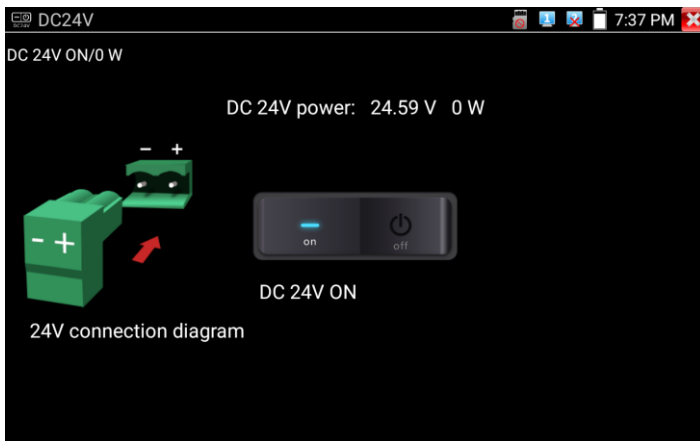 DC24V
DC24V 7:37 PM
DC 24V ON/0 W
DC 24V power: 24.59 V 0 W
- +
- +
on off
DC 24V ON
24V connection diagram